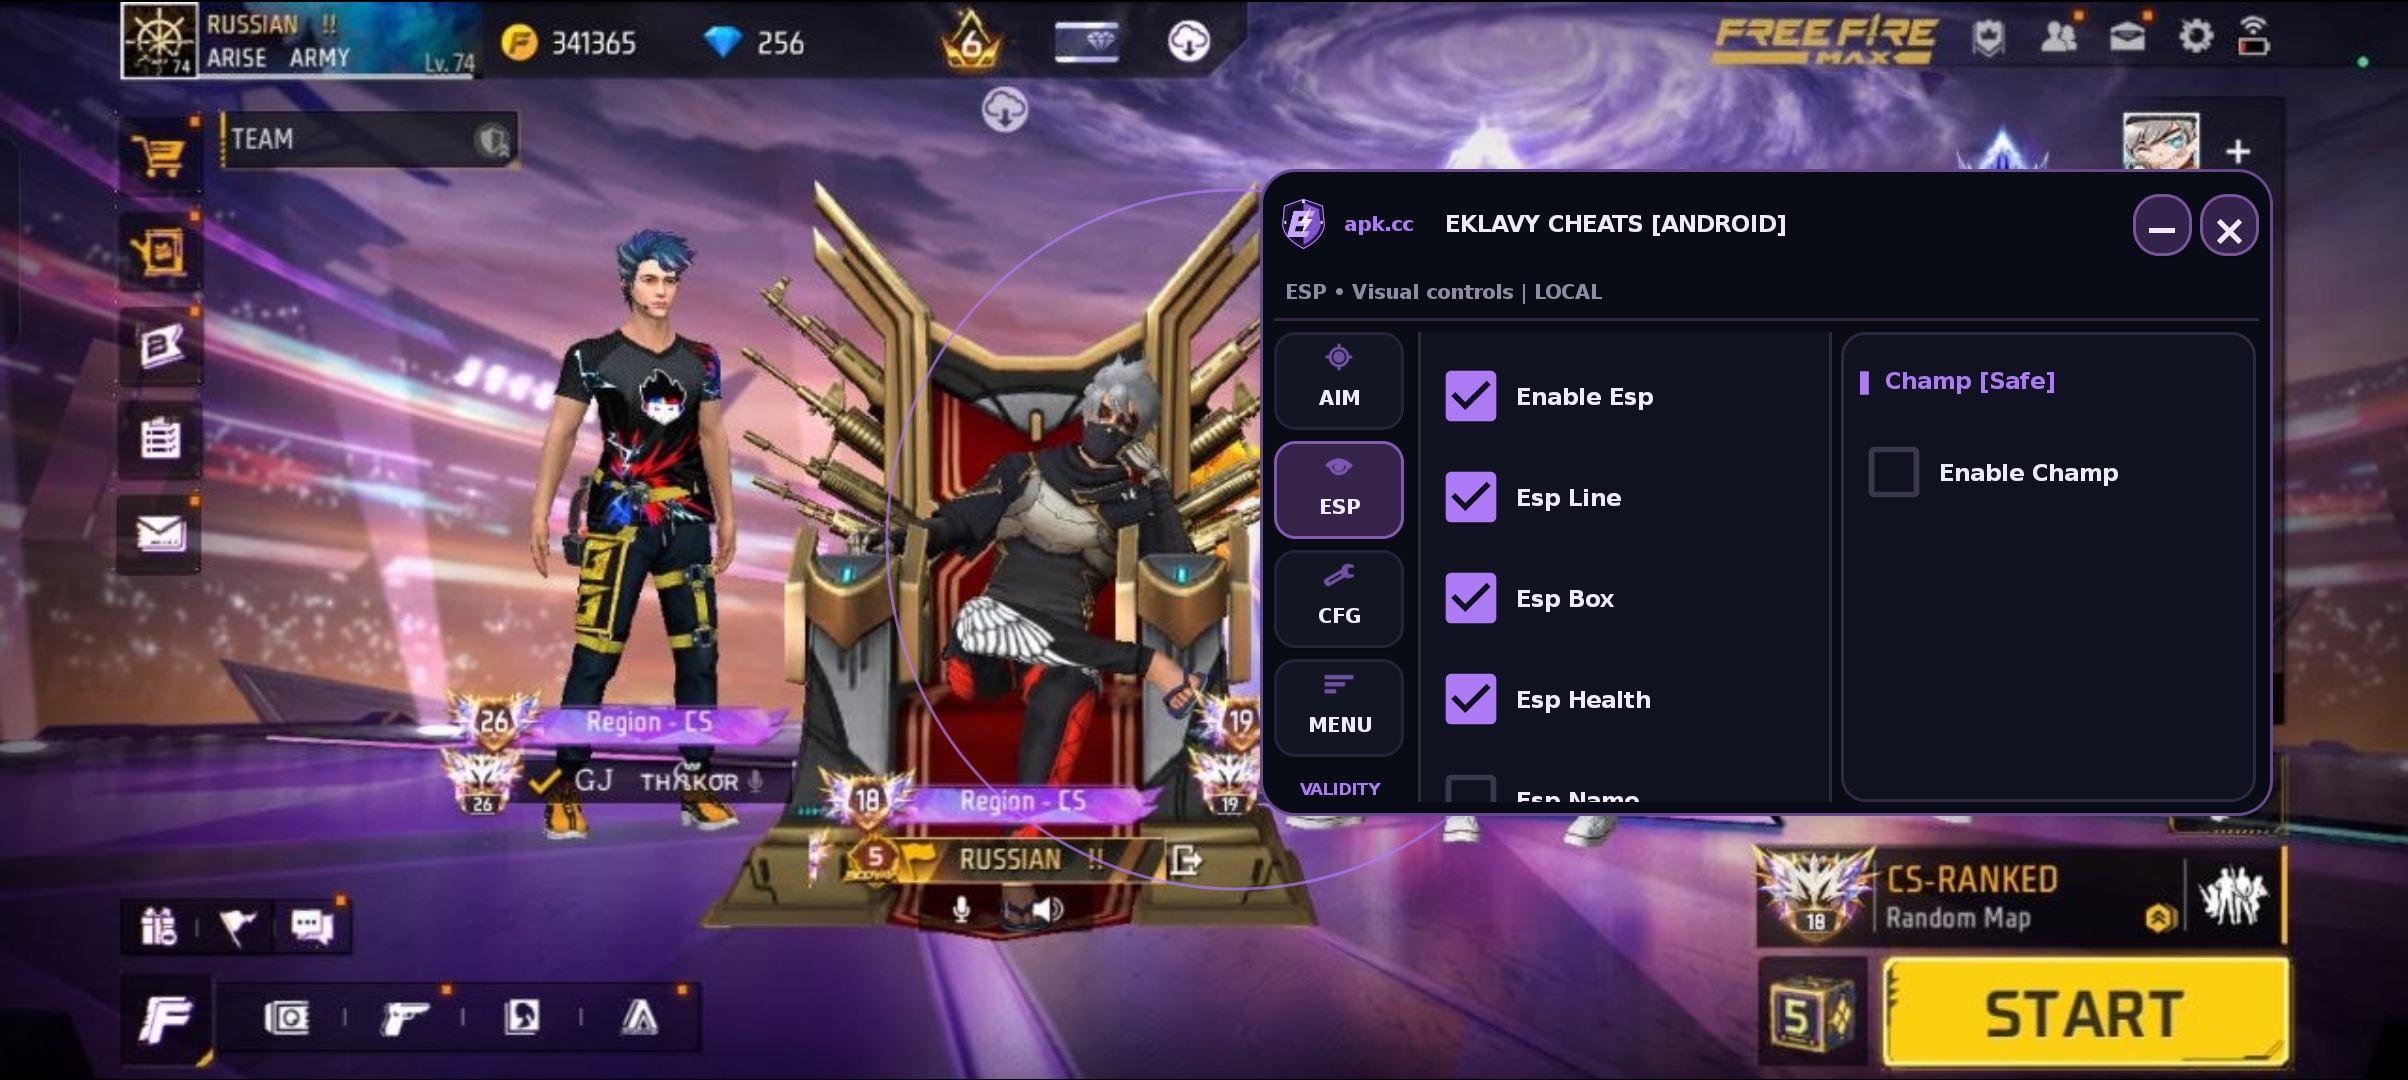 RUSSIAN !!
ARISE ARMY
74
Lv. 74
341365
256
6
FREE FIRE
MAX
TEAM
apk.cc
EKLAVY CHEATS [ANDROID]
ESP • Visual controls | LOCAL
AIM
ESP
CFG
MENU
VALIDITY
Enable Esp
Esp Line
Esp Box
Esp Health
Esp Name
Champ [Safe]
Enable Champ
26
Region - CS
26
GJ THAKOR
18
Region - CS
19
19
5
RUSSIAN !!
CS-RANKED
Random Map
18
5
START